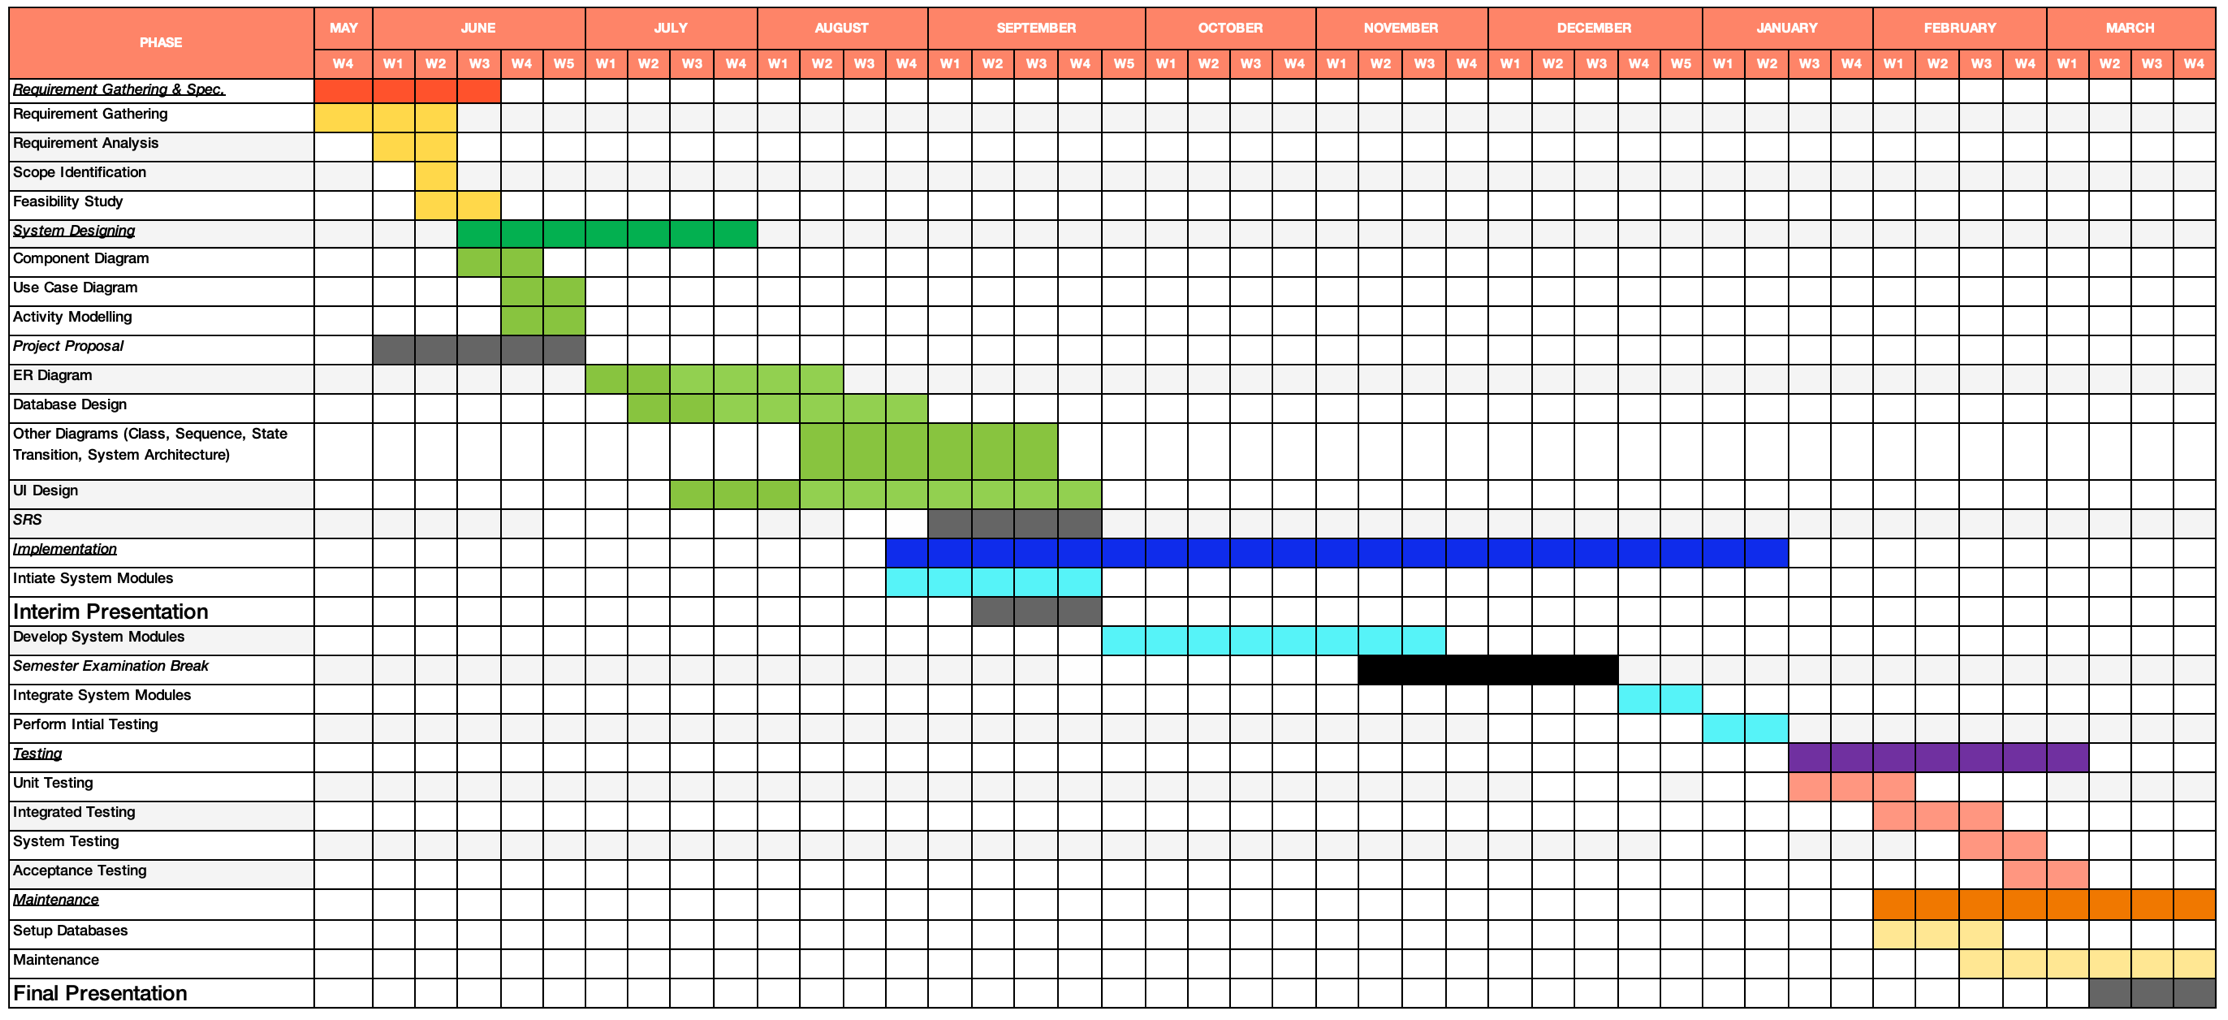 PHASE MAY JUNE JULY AUGUST SEPTEMBER OCTOBER NOVEMBER DECEMBER JANUARY FEBRUARY MARCH
W4 W1 W2 W3 W4 W5 W1 W2 W3 W4 W1 W2 W3 W4 W1 W2 W3 W4 W5 W1 W2 W3 W4 W1 W2 W3 W4 W1 W2 W3 W4 W5 W1 W2 W3 W4 W1 W2 W3 W4 W1 W2 W3 W4
Requirement Gathering & Spec.
Requirement Gathering
Requirement Analysis
Scope Identification
Feasibility Study
System Designing
Component Diagram
Use Case Diagram
Activity Modelling
Project Proposal
ER Diagram
Database Design
Other Diagrams (Class, Sequence, State
Transition, System Architecture)
UI Design
SRS
Implementation
Intiate System Modules
Interim Presentation
Develop System Modules
Semester Examination Break
Integrate System Modules
Perform Intial Testing
Testing
Unit Testing
Integrated Testing
System Testing
Acceptance Testing
Maintenance
Setup Databases
Maintenance
Final Presentation